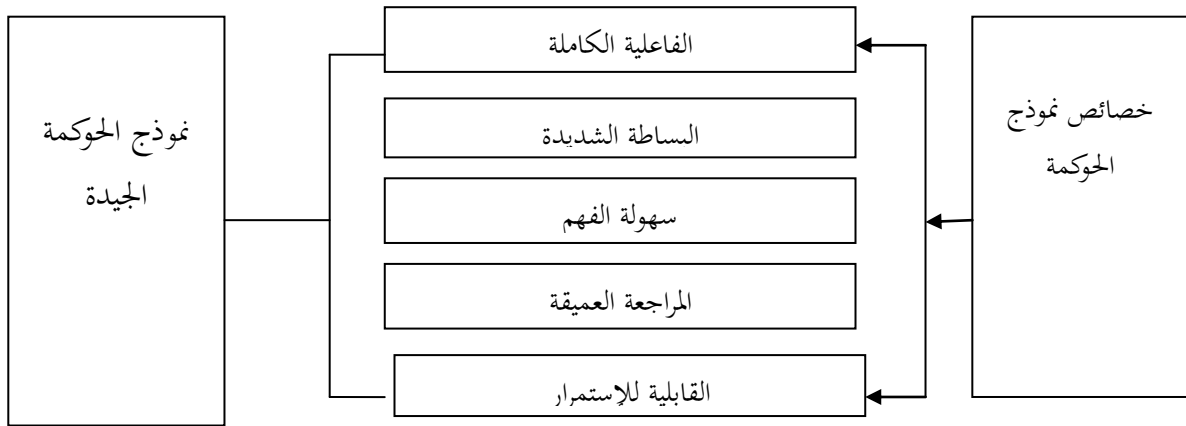 خصائص نموذج
الحوكمة
الفاعلية الكاملة
البساطة الشديدة
سهولة الفهم
المراجعة العميقة
القابلية للإستمرار
نموذج الحوكمة
الجيدة